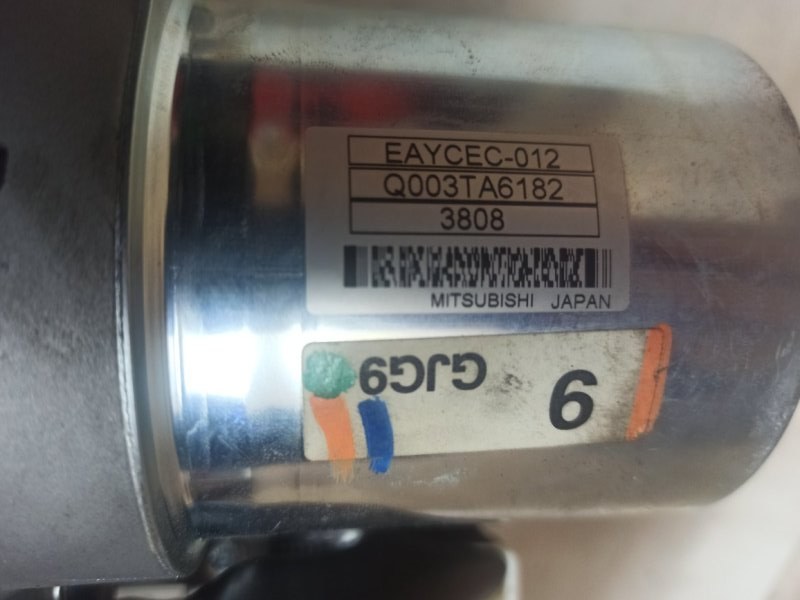 EAYCEC-012
Q003TA6182
3808
MITSUBISHI JAPAN
GJG9
9